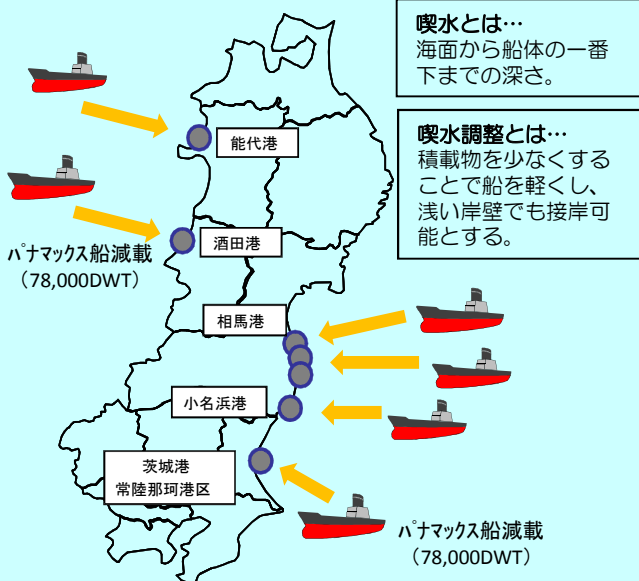 喫水とは…
海面から船体の一番
下までの深さ。
喫水調整とは…
積載物を少なくする
ことで船を軽くし、
浅い岸壁でも接岸可
能とする。
能代港
酒田港
ﾊﾟﾅﾏｯｸｽ船減載
（78,000DWT）
相馬港
小名浜港
茨城港
常陸那珂港区
ﾊﾟﾅﾏｯｸｽ船減載
（78,000DWT）